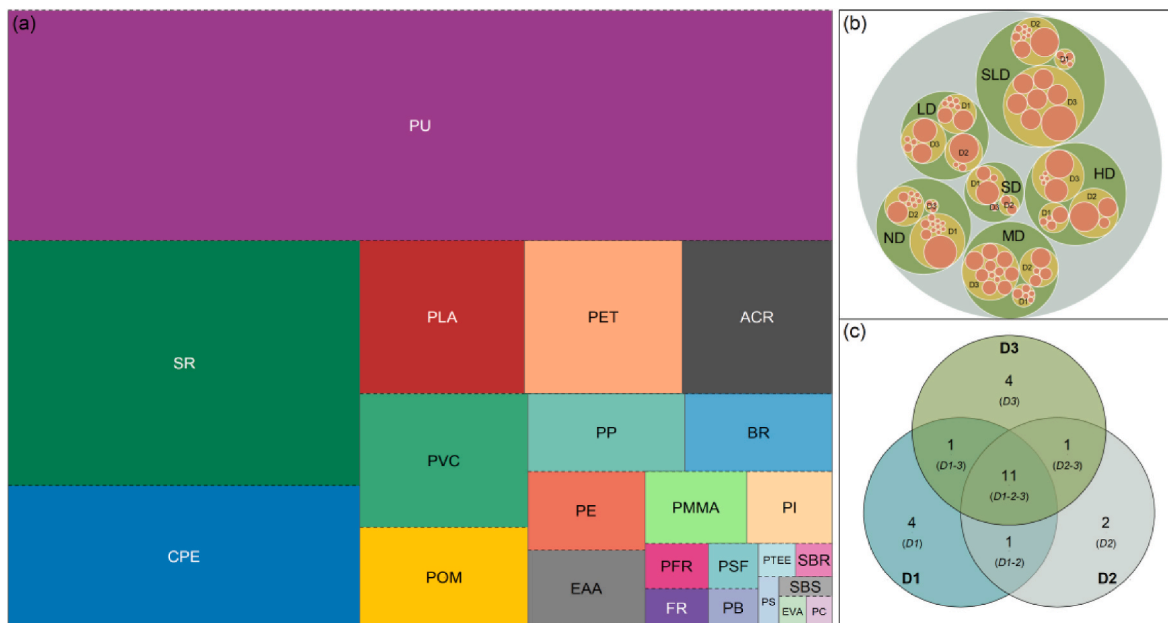 (a)
PU
SR
CPE
PLA
PET
ACR
PVC
PP
BR
POM
PE
PMMA
PI
EAA
PFR
PSF
PTEE
SBR
FR
PB
PS
SBS
EVA
PC
(b)
D2
D1
SLD
D3
LD
D1
D3
D2
D1
SD
D3
D2
D3
HD
D2
D1
D2
D3
D1
ND
MD
D3
D2
D1
(c)
D3
4
(D3)
1
(D1-3)
1
(D2-3)
11
(D1-2-3)
4
(D1)
2
(D2)
1
(D1-2)
D1
D2